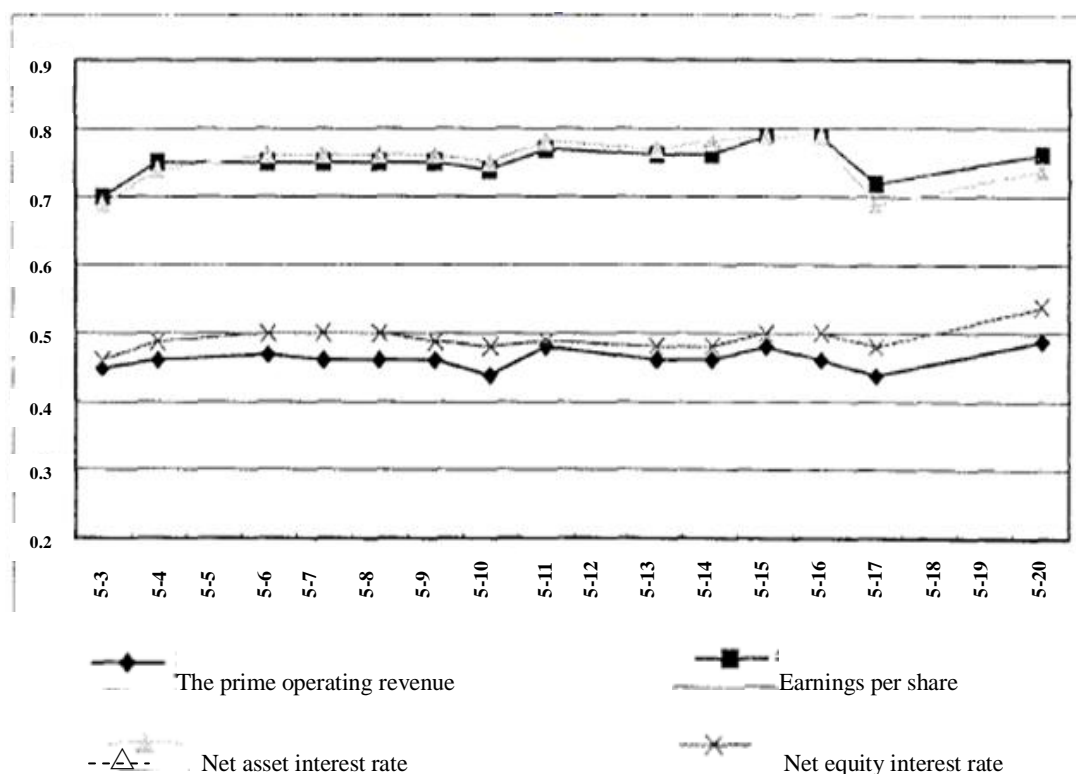 0.9
0.8
0.7
0.6
0.5
0.4
0.3
0.2
5-3 5-4 5-5 5-6 5-7 5-8 5-9 5-10 5-11 5-12 5-13 5-14 5-15 5-16 5-17 5-18 5-19 5-20
The prime operating revenue Earnings per share
Net asset interest rate Net equity interest rate